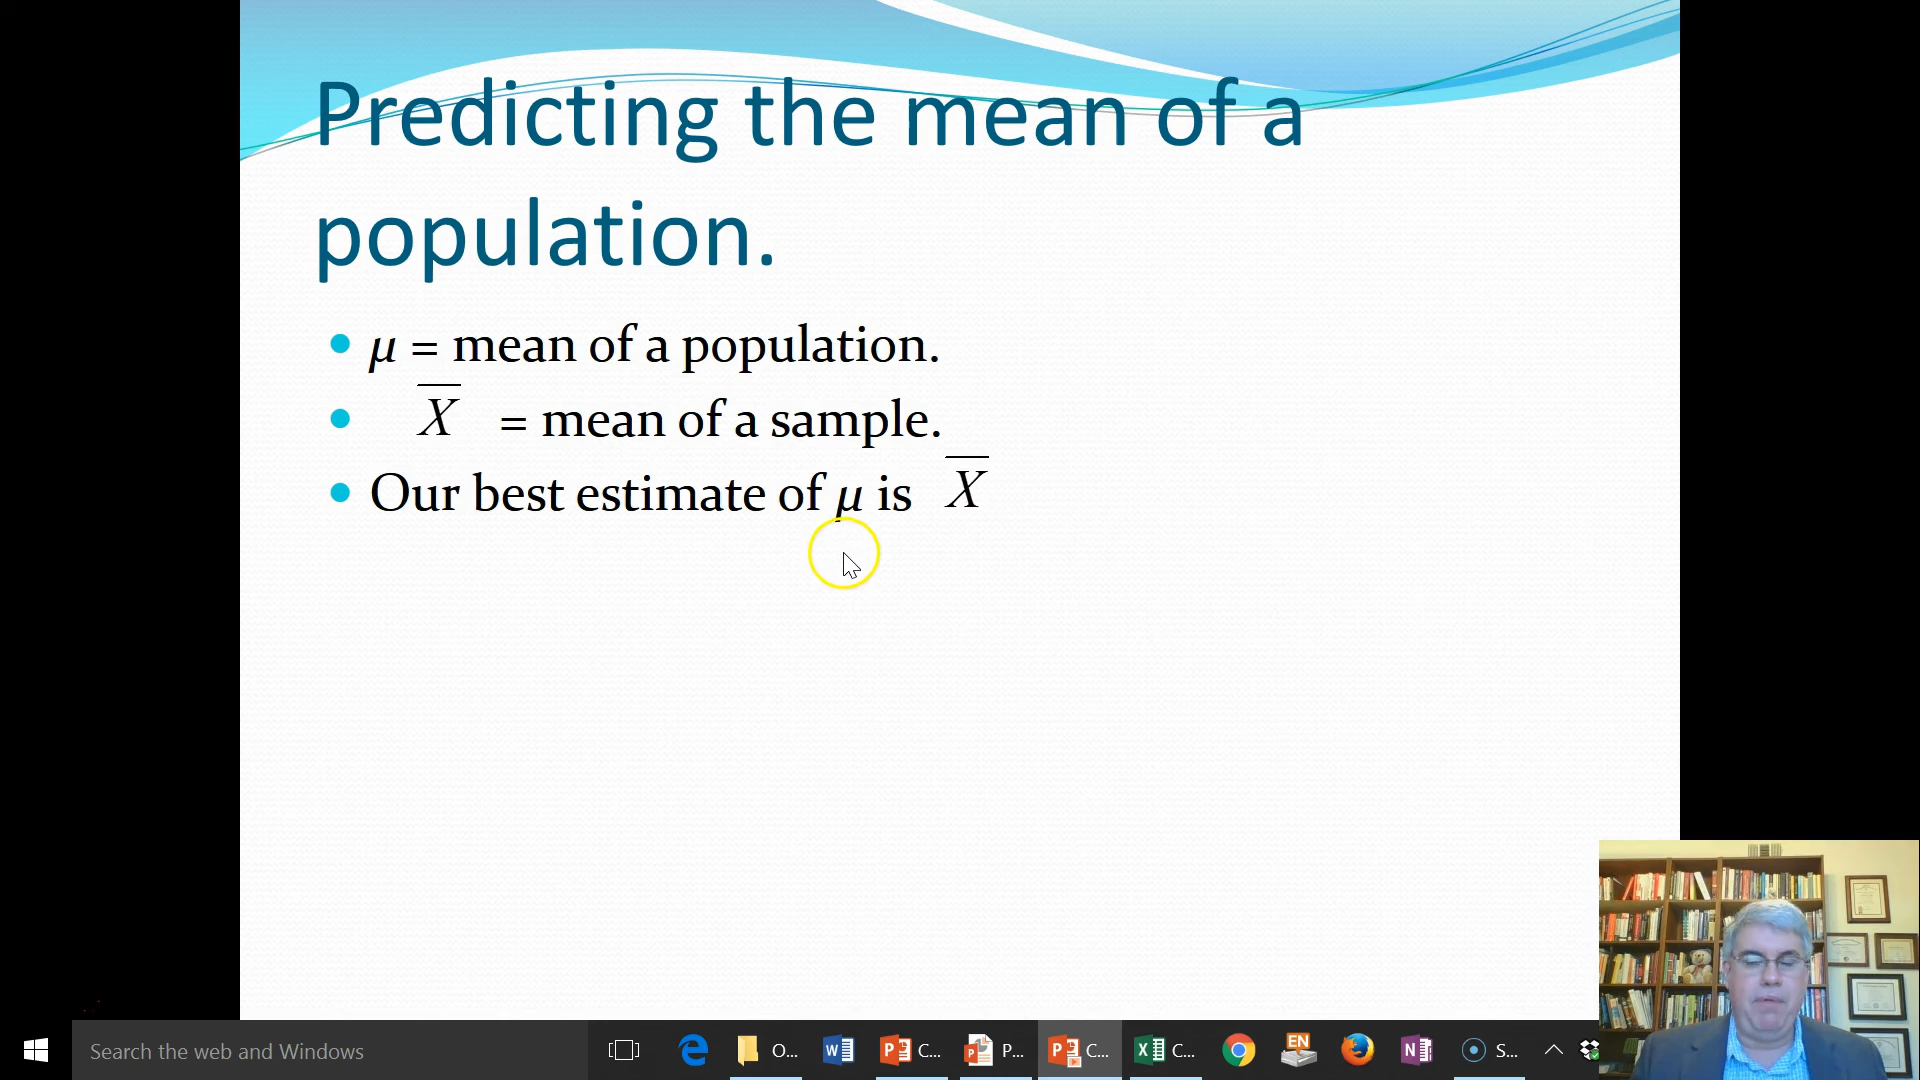 Predicting the mean of a
population.
• μ = mean of a population.
• X̅ = mean of a sample.
• Our best estimate of μ is X̅
Search the web and Windows
O...
C...
P...
C...
C...
EN
S...